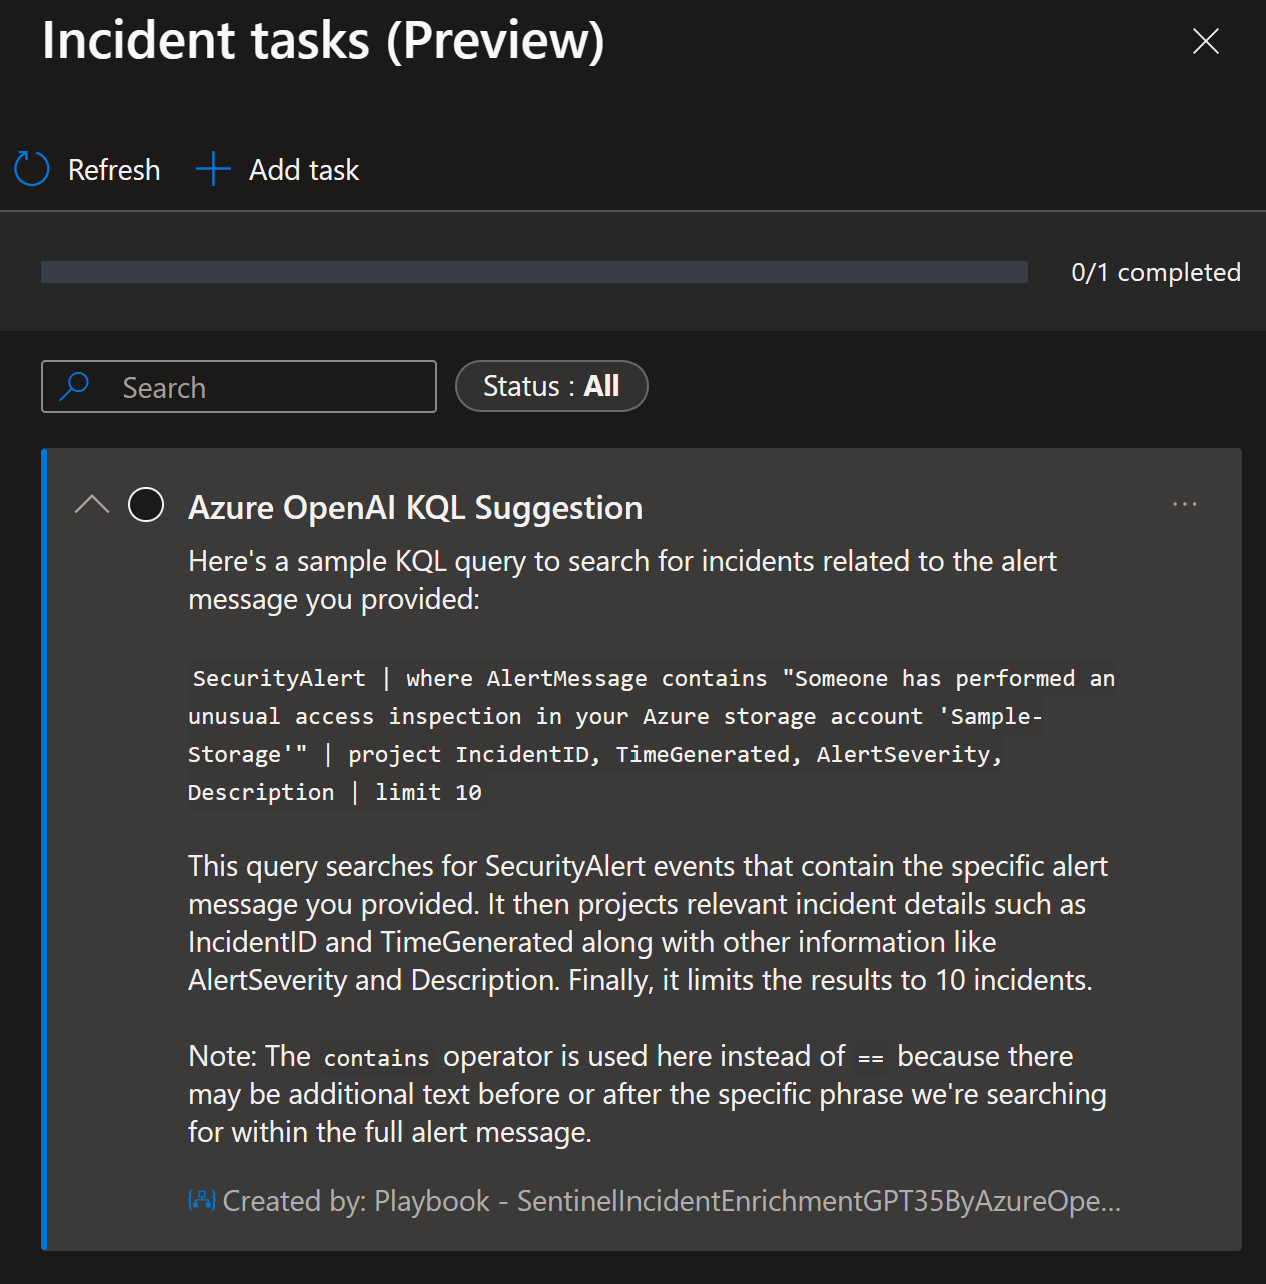 Incident tasks (Preview)
Refresh
Add task
0/1 completed
Search
Status : All
Azure OpenAI KQL Suggestion
Here's a sample KQL query to search for incidents related to the alert
message you provided:
SecurityAlert | where AlertMessage contains "Someone has performed an
unusual access inspection in your Azure storage account 'Sample-
Storage'" | project IncidentID, TimeGenerated, AlertSeverity,
Description | limit 10
This query searches for SecurityAlert events that contain the specific alert
message you provided. It then projects relevant incident details such as
IncidentID and TimeGenerated along with other information like
AlertSeverity and Description. Finally, it limits the results to 10 incidents.
Note: The contains operator is used here instead of == because there
may be additional text before or after the specific phrase we're searching
for within the full alert message.
Created by: Playbook - SentinelIncidentEnrichmentGPT35ByAzureOpe...